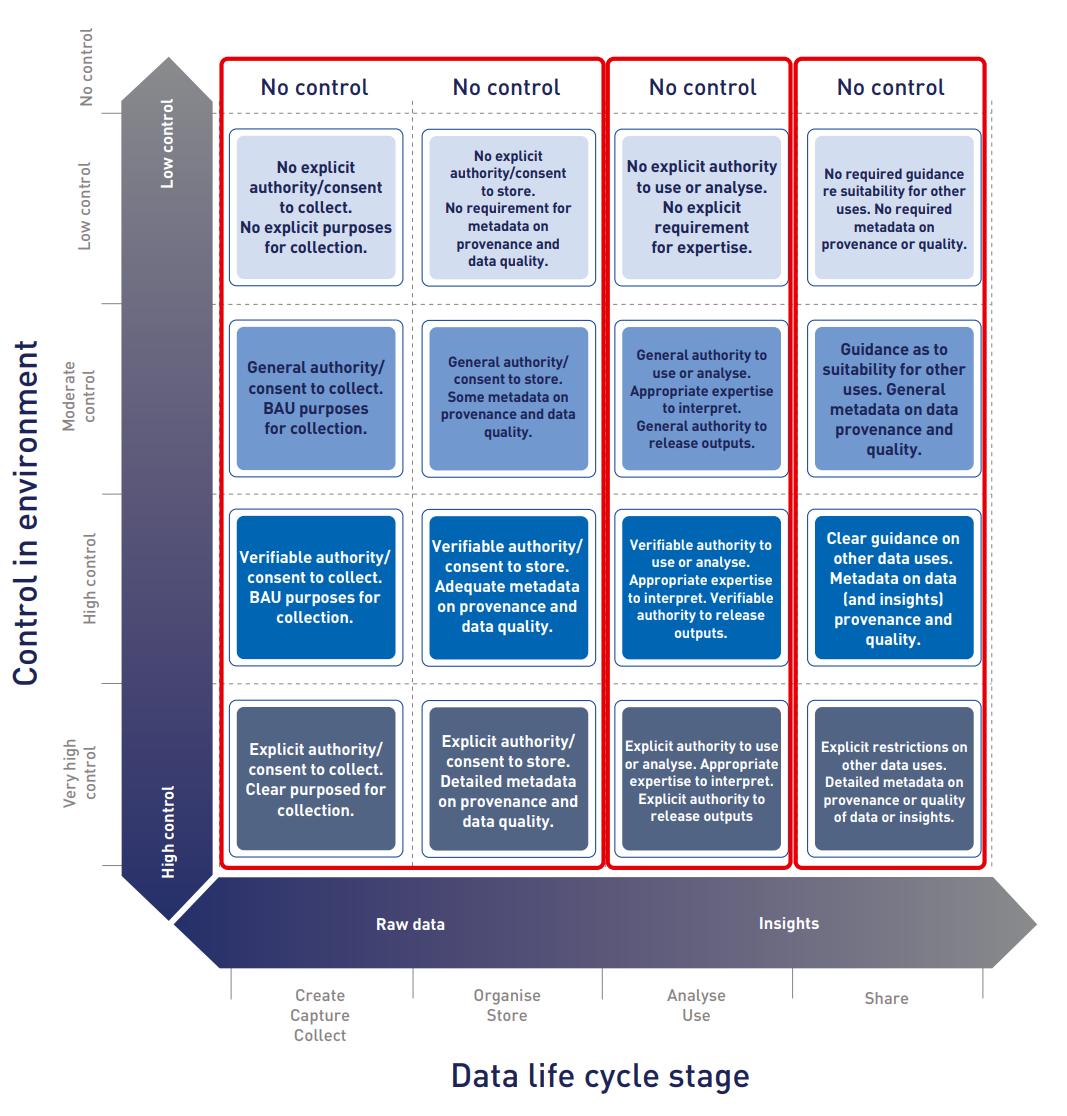 No control
No control
No control
No control
No control
Low control
Low control
No explicit
authority/consent
to collect.
No explicit purposes
for collection.
No explicit
authority/consent
to store.
No requirement for
metadata on
provenance and
data quality.
No explicit authority
to use or analyse.
No explicit
requirement
for expertise.
No required guidance
re suitability for other
uses. No required
metadata on
provenance or quality.
Control in environment
Moderate
control
General authority/
consent to collect.
BAU purposes
for collection.
General authority/
consent to store.
Some metadata on
provenance and data
quality.
General authority to
use or analyse.
Appropriate expertise
to interpret.
General authority to
release outputs.
Guidance as to
suitability for other
uses. General
metadata on data
provenance and
quality.
High control
Verifiable authority/
consent to collect.
BAU purposes for
collection.
Verifiable authority/
consent to store.
Adequate metadata
on provenance and
data quality.
Verifiable authority to
use or analyse.
Appropriate expertise
to interpret. Verifiable
authority to release
outputs.
Clear guidance on
other data uses.
Metadata on data
(and insights)
provenance and
quality.
Very high
control
High control
Explicit authority/
consent to collect.
Clear purposed for
collection.
Explicit authority/
consent to store.
Detailed metadata
on provenance and
data quality.
Explicit authority to use
or analyse. Appropriate
expertise to interpret.
Explicit authority to
release outputs
Explicit restrictions on
other data uses.
Detailed metadata on
provenance or quality
of data or insights.
Raw data
Insights
Create
Capture
Collect
Organise
Store
Analyse
Use
Share
Data life cycle stage